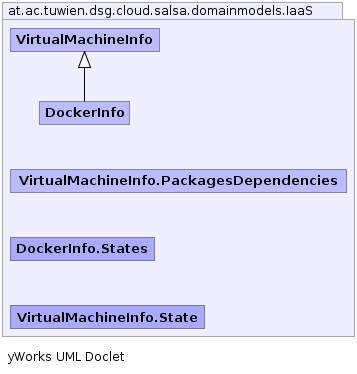 at.ac.tuwien.dsg.cloud.salsa.domainmodels.IaaS
VirtualMachineInfo
DockerInfo
VirtualMachineInfo.PackagesDependencies
DockerInfo.States
VirtualMachineInfo.State
yWorks UML Doclet